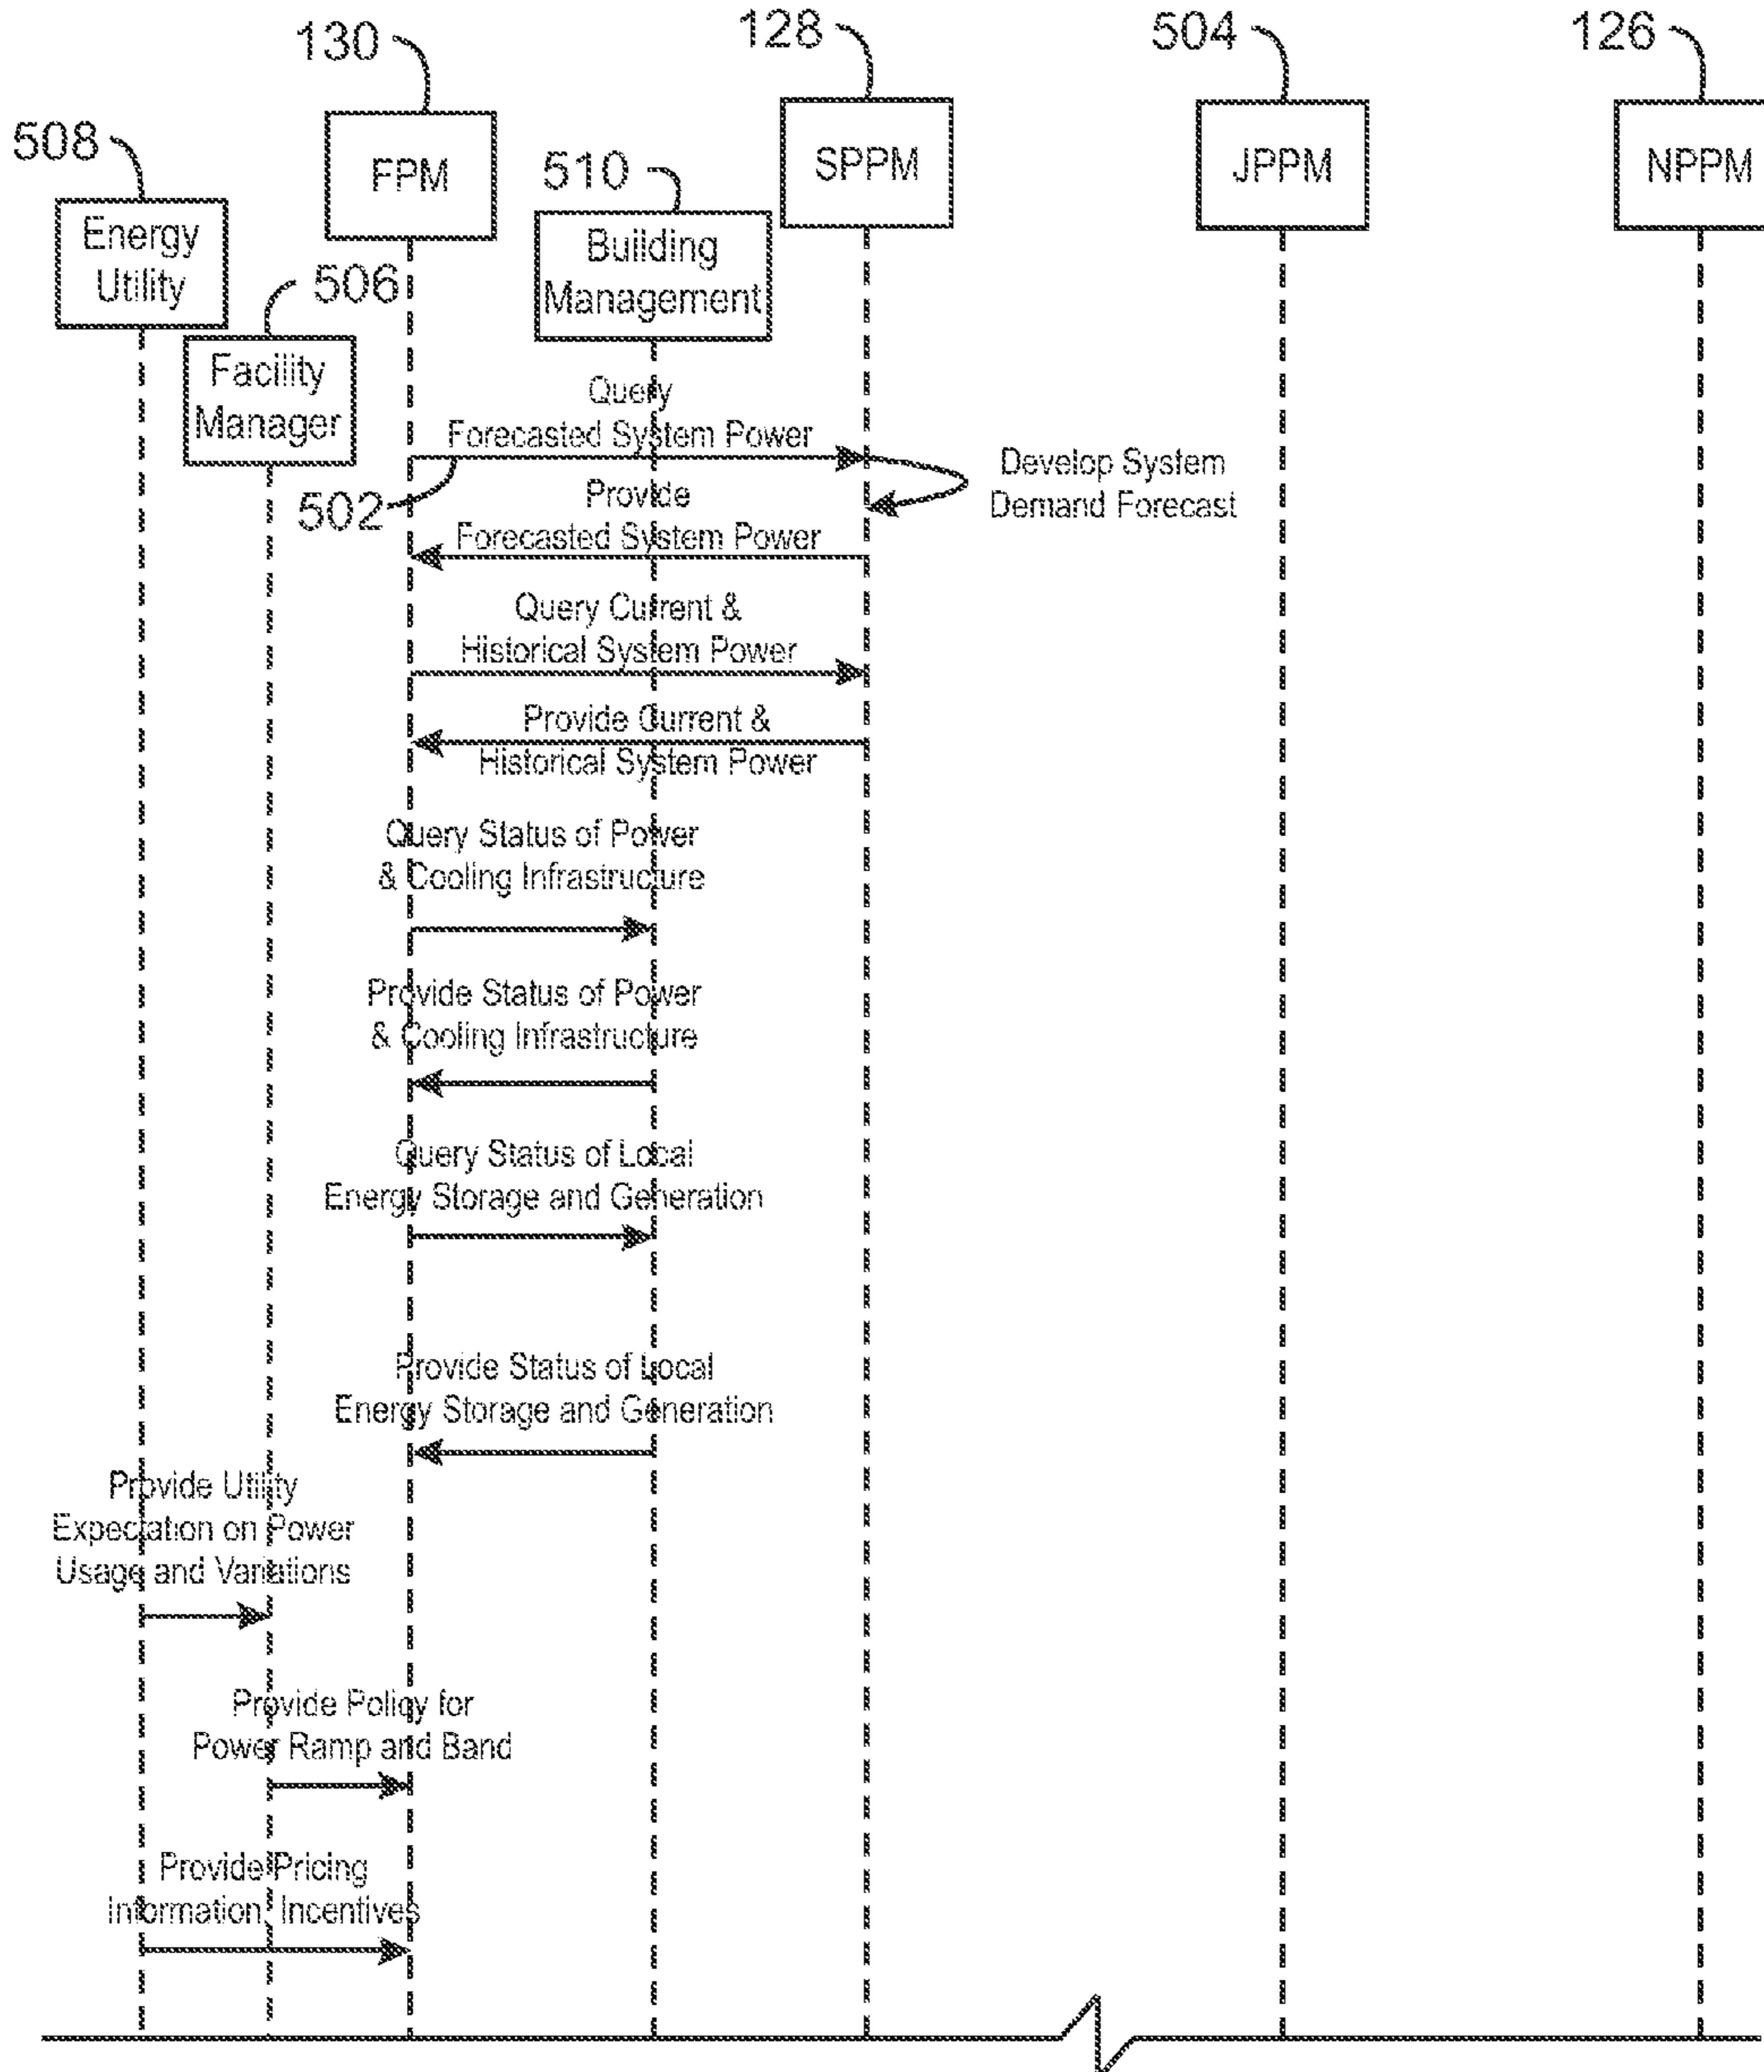 130
128
504
126
508
FPM
510
SPPM
JPPM
NPPM
Energy
Utility
506
Building
Management
Facility
Manager
Query
Forecasted System Power
502
Develop System
Demand Forecast
Provide
Forecasted System Power
Query Current &
Historical System Power
Provide Current &
Historical System Power
Query Status of Power
& Cooling Infrastructure
Provide Status of Power
& Cooling Infrastructure
Query Status of Local
Energy Storage and Generation
Provide Status of Local
Energy Storage and Generation
Provide Utility
Expectation on Power
Usage and Variations
Provide Policy for
Power Ramp and Band
Provide Pricing
Information, Incentives